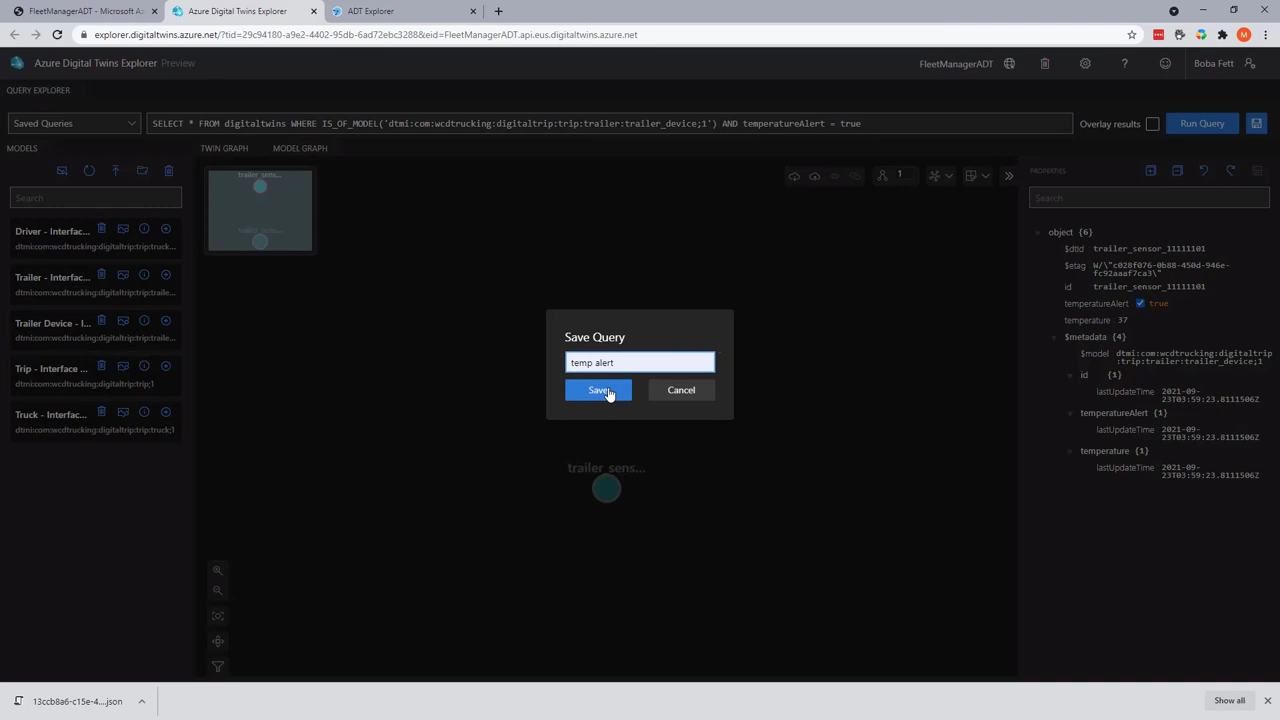 FleetManagerADT - Microsoft Az
Azure Digital Twins Explorer
ADT Explorer
explorer.digitaltwins.azure.net/?tid=29c94180-a9e2-4402-95db-6ad72ebc3288&eid=FleetManagerADT.api.eus.digitaltwins.azure.net
M
Azure Digital Twins Explorer Preview
FleetManagerADT
Boba Fett
QUERY EXPLORER
Saved Queries
SELECT * FROM digitaltwins WHERE IS_OF_MODEL('dtmi:com:wcdtrucking:digitaltrip:trip:trailer:trailer_device;1') AND temperatureAlert = true
Overlay results
Run Query
MODELS
TWIN GRAPH
MODEL GRAPH
Search
Driver - Interfac...
dtmi:com:wcdtrucking:digitaltrip:trip:truck...
Trailer - Interfac...
dtmi:com:wcdtrucking:digitaltrip:trip:traile...
Trailer Device - I...
dtmi:com:wcdtrucking:digitaltrip:trip:traile...
Trip - Interface ...
dtmi:com:wcdtrucking:digitaltrip:trip;1
Truck - Interfac...
dtmi:com:wcdtrucking:digitaltrip:trip:truck;1
trailer_sens...
trailer_sens...
1
Save Query
temp alert
Save
Cancel
trailer_sens...
PROPERTIES
Search
object {6}
$dtId trailer_sensor_11111101
$etag W/\"c028f076-0b88-450d-946e-
fc92aaaf7ca3\"
id trailer_sensor_11111101
temperatureAlert true
temperature 37
$metadata {4}
$model dtmi:com:wcdtrucking:digitaltrip
:trip:trailer:trailer_device;1
id {1}
lastUpdateTime 2021-09-
23T03:59:23.8111506Z
temperatureAlert {1}
lastUpdateTime 2021-09-
23T03:59:23.8111506Z
temperature {1}
lastUpdateTime 2021-09-
23T03:59:23.8111506Z
13ccb8a6-c15e-4....json
Show all